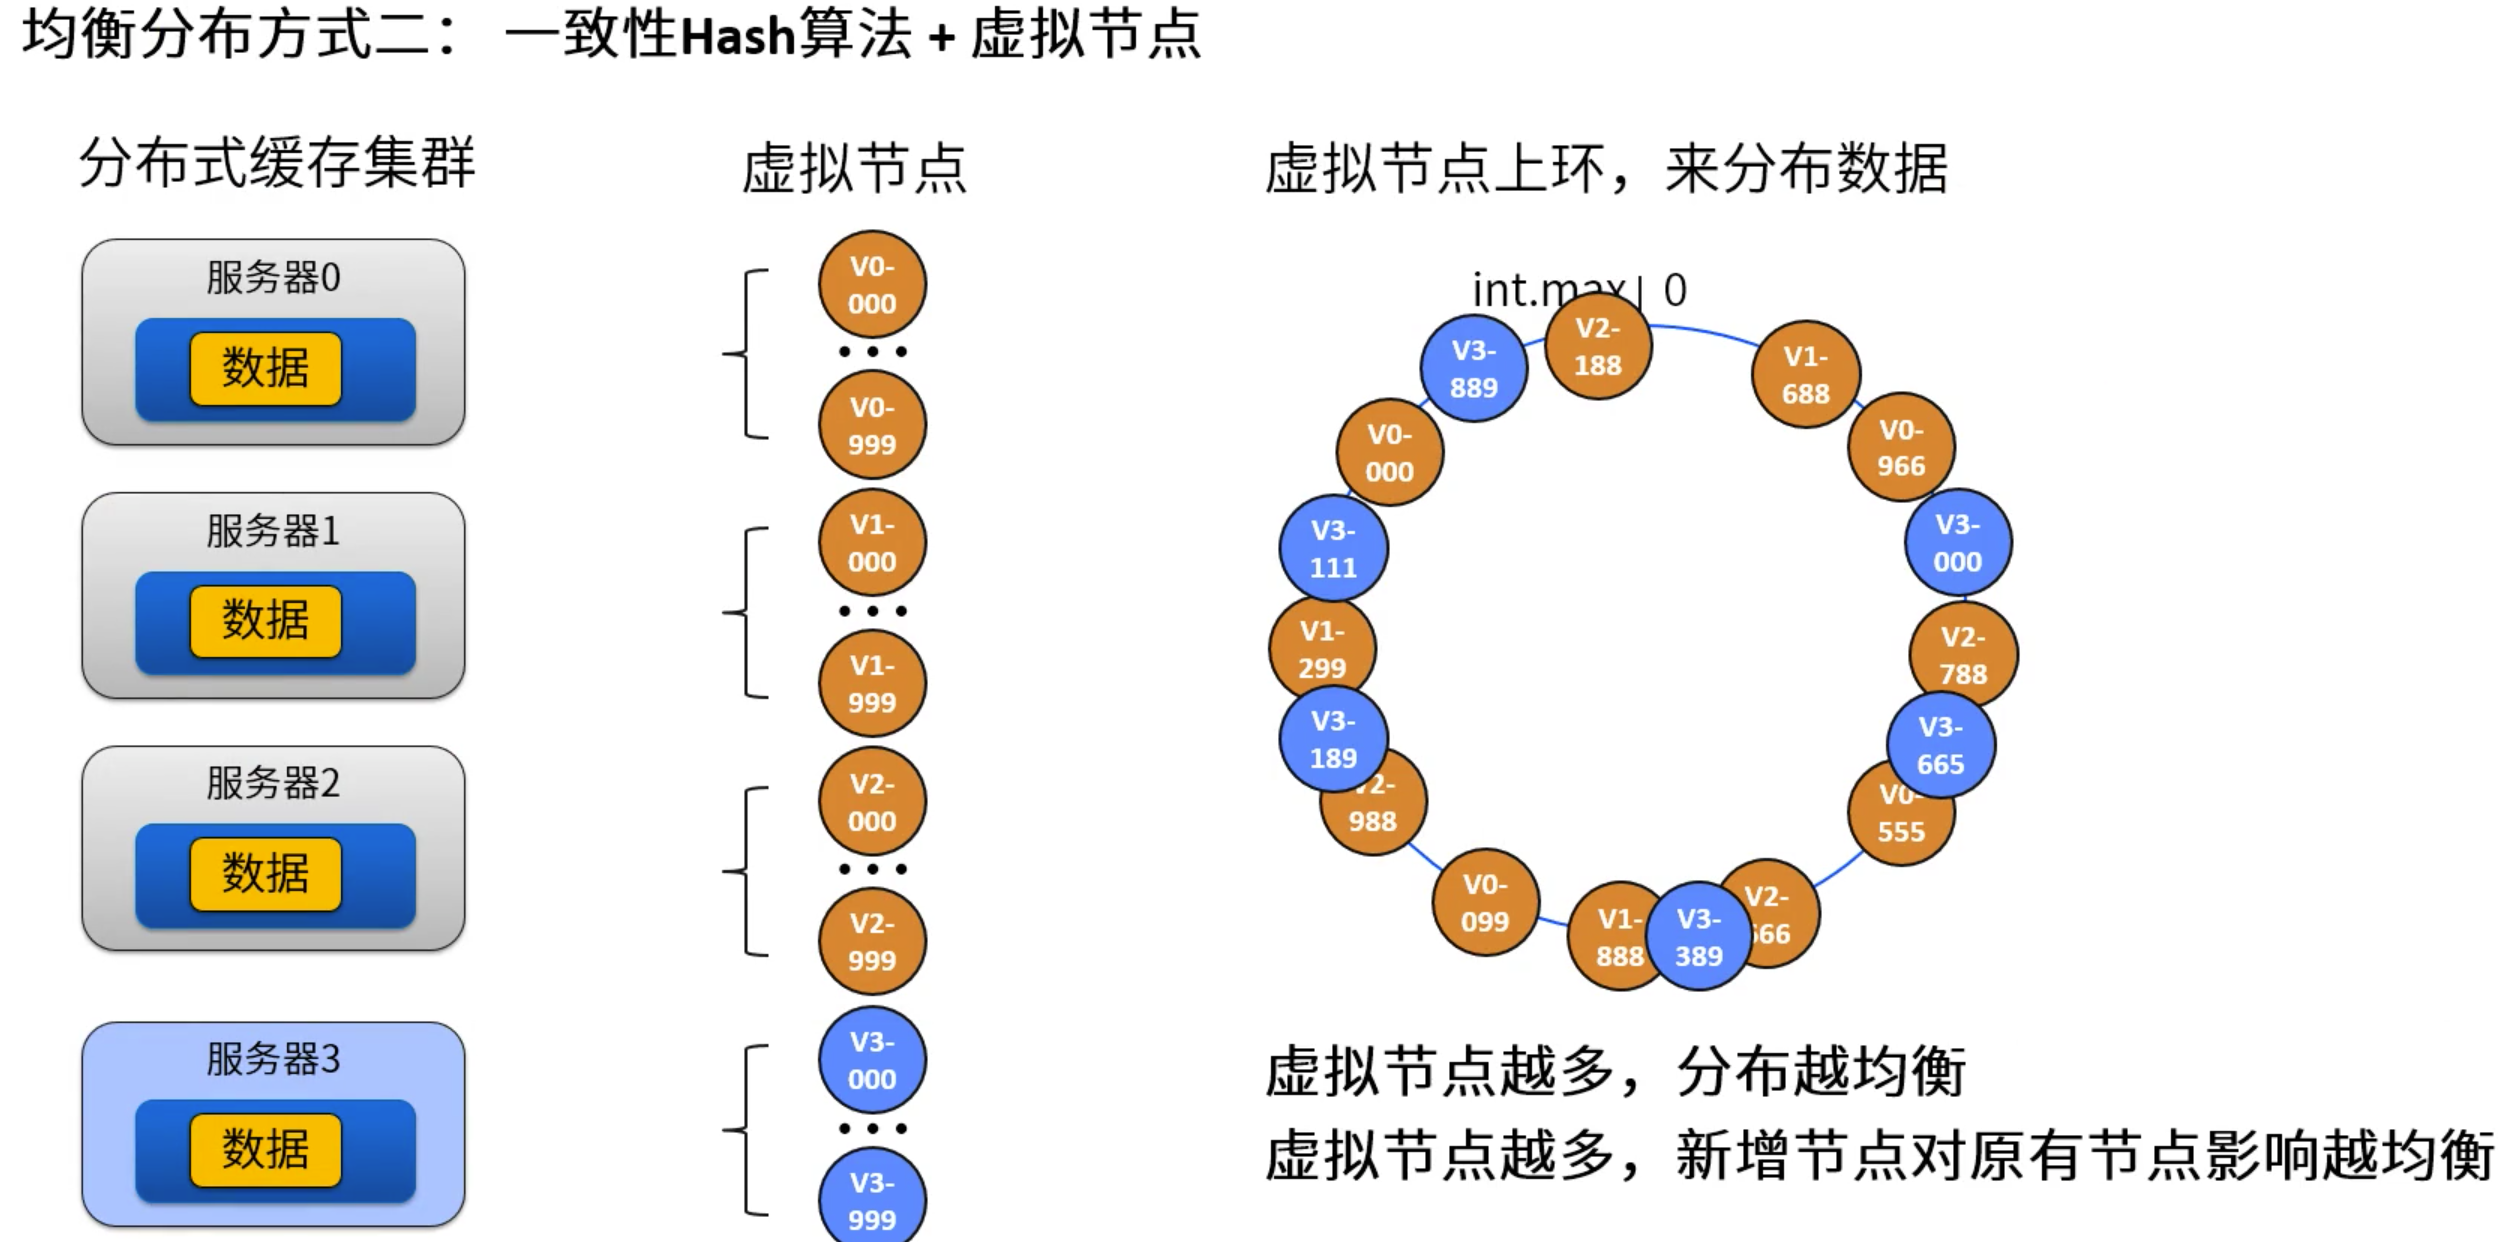 均衡分布方式二： 一致性Hash算法 + 虚拟节点
分布式缓存集群
服务器0
数据
服务器1
数据
服务器2
数据
服务器3
数据
虚拟节点
V0-
000
• • •
V0-
999
V1-
000
• • •
V1-
999
V2-
000
• • •
V2-
999
V3-
000
• • •
V3-
999
虚拟节点上环，来分布数据
int.max| 0
V2-
188
V1-
688
V0-
966
V3-
000
V2-
788
V3-
665
V0-
555
V2-
66
V3-
389
V1-
888
V0-
099
V2-
988
V3-
189
V1-
299
V3-
111
V0-
000
V3-
889
虚拟节点越多，分布越均衡
虚拟节点越多，新增节点对原有节点影响越均衡